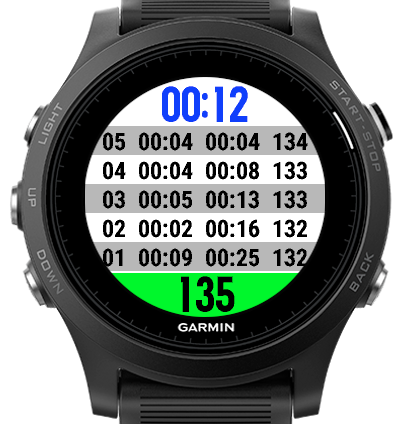 00:12
LIGHT
START·STOP
05 00:04 00:04 134
04 00:04 00:08 133
UP
03 00:05 00:13 133
02 00:02 00:16 132
DOWN
01 00:09 00:25 132
BACK
135
GARMIN